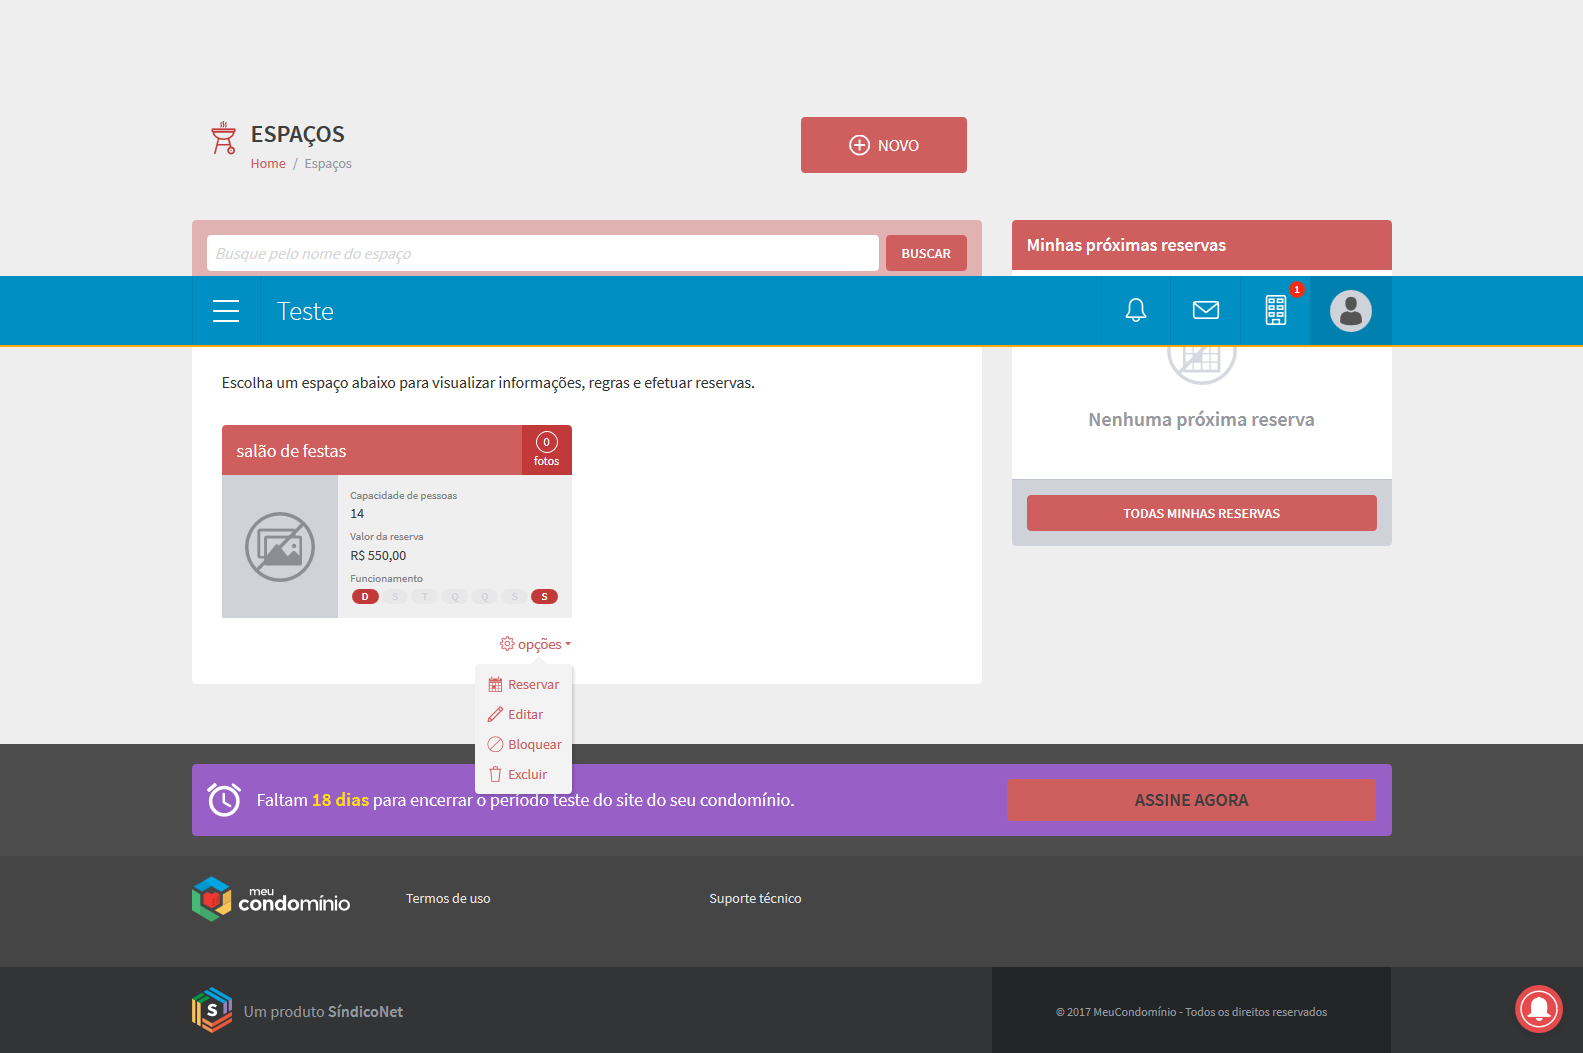 ESPAÇOS
Home / Espaços
NOVO
Busque pelo nome do espaço
BUSCAR
Minhas próximas reservas
Teste
1
Escolha um espaço abaixo para visualizar informações, regras e efetuar reservas.
Nenhuma próxima reserva
TODAS MINHAS RESERVAS
salão de festas
0
fotos
Capacidade de pessoas
14
Valor da reserva
R$ 550,00
Funcionamento
D S T Q Q S S
opções
Reservar
Editar
Bloquear
Excluir
Faltam 18 dias para encerrar o período teste do site do seu condomínio.
ASSINE AGORA
meu
condomínio
Termos de uso
Suporte técnico
S
Um produto SíndicoNet
© 2017 MeuCondomínio - Todos os direitos reservados